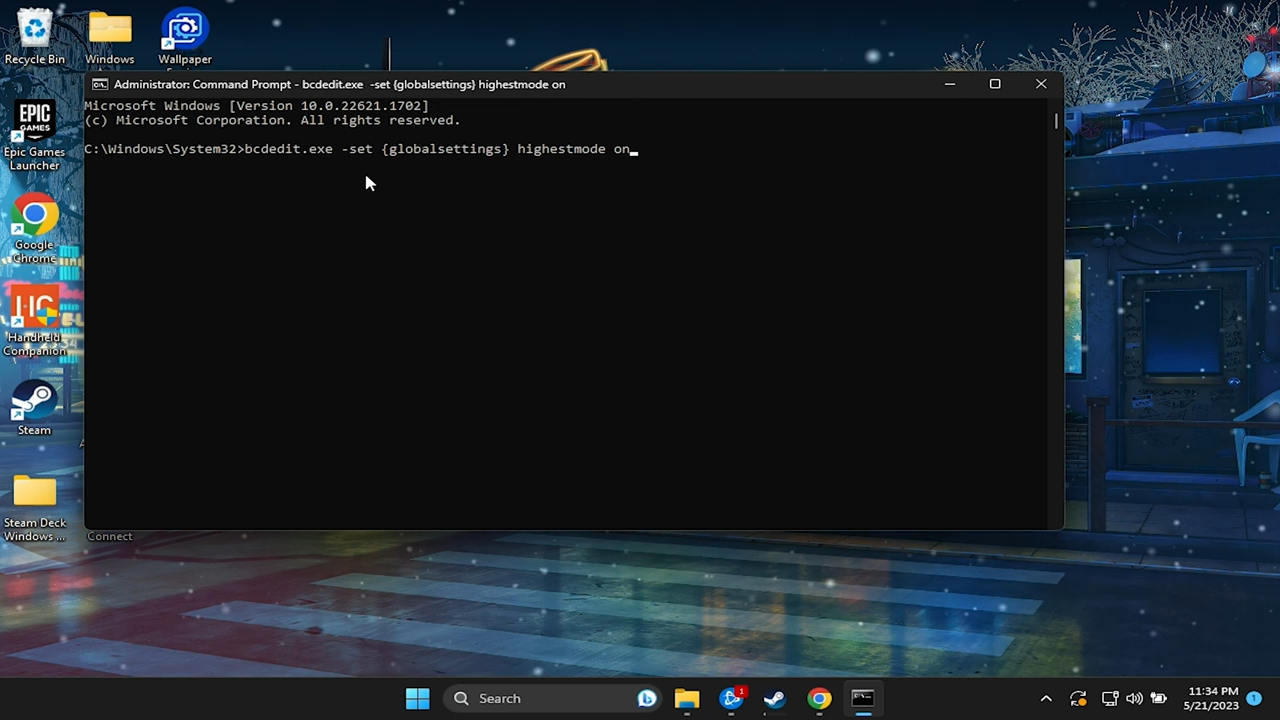 Recycle Bin
Windows
Wallpaper
Administrator: Command Prompt - bcdedit.exe  -set {globalsettings} highestmode on
Microsoft Windows [Version 10.0.22621.1702]
(c) Microsoft Corporation. All rights reserved.
C:\Windows\System32>bcdedit.exe -set {globalsettings} highestmode on
EPIC
GAMES
Epic Games
Launcher
Google
Chrome
HC
Handheld
Companion
Steam
Steam Deck
Windows ...
Connect
Search
1
11:34 PM
5/21/2023
1